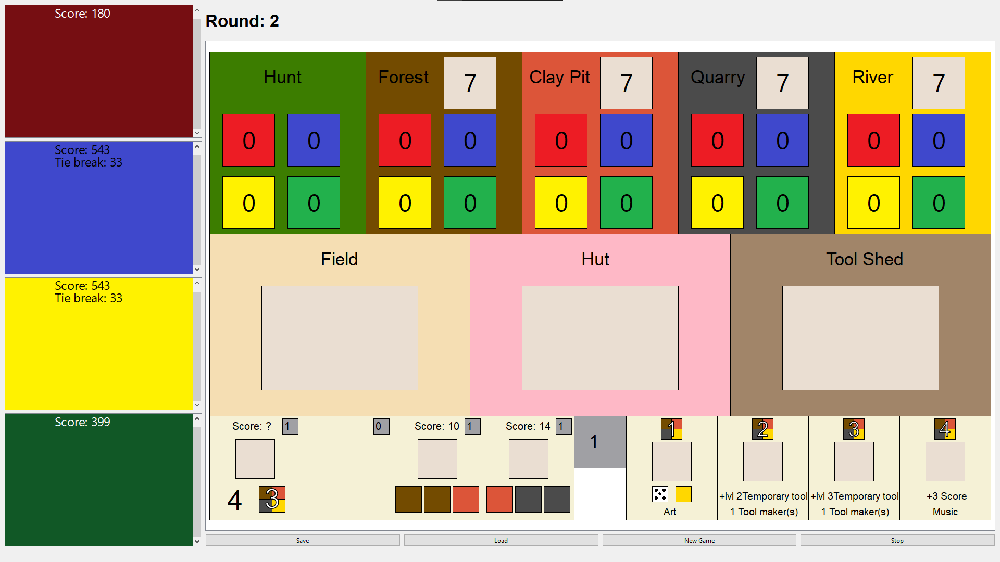 Score: 180
Score: 543
Tie break: 33
Score: 543
Tie break: 33
Score: 399
Round: 2
Hunt
0 0
0 0
Forest 7
0 0
0 0
Clay Pit 7
0 0
0 0
Quarry 7
0 0
0 0
River 7
0 0
0 0
Field
Hut
Tool Shed
Score: ? 1
4 3
0
Score: 10 1
Score: 14 1
1
1
Art
2
+lvl 2Temporary tool
1 Tool maker(s)
3
+lvl 3Temporary tool
1 Tool maker(s)
4
+3 Score
Music
Save
Load
New Game
Stop